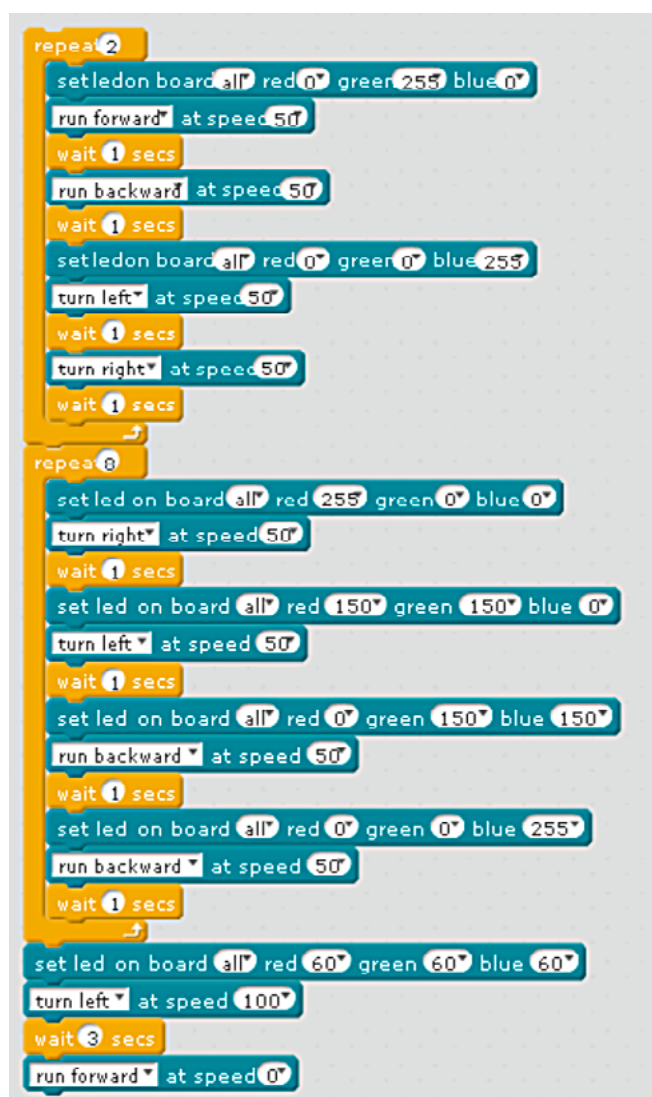 repeat 2
set led on board all red 0 green 255 blue 0
run forward at speed 50
wait 1 secs
run backward at speed 50
wait 1 secs
set led on board all red 0 green 0 blue 255
turn left at speed 50
wait 1 secs
turn right at speed 50
wait 1 secs
repeat 8
set led on board all red 255 green 0 blue 0
turn right at speed 50
wait 1 secs
set led on board all red 150 green 150 blue 0
turn left at speed 50
wait 1 secs
set led on board all red 0 green 150 blue 150
run backward at speed 50
wait 1 secs
set led on board all red 0 green 0 blue 255
run backward at speed 50
wait 1 secs
set led on board all red 60 green 60 blue 60
turn left at speed 100
wait 3 secs
run forward at speed 0